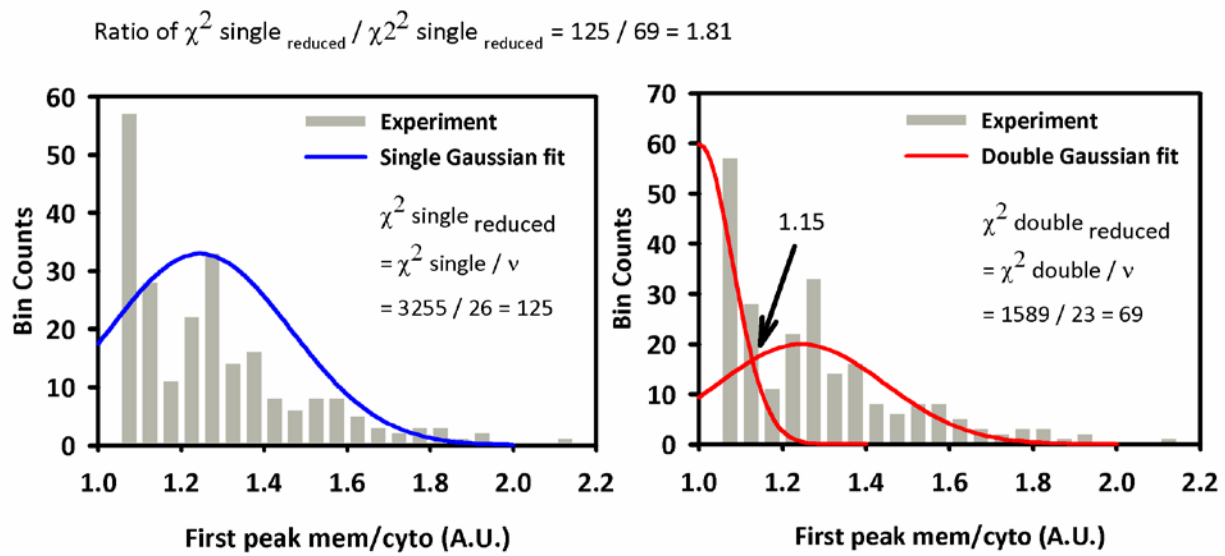 Ratio of χ² single reduced / χ2² single reduced = 125 / 69 = 1.81
60
50
40
30
20
10
0
Bin Counts
Experiment
Single Gaussian fit
χ² single reduced
= χ² single / ν
= 3255 / 26 = 125
1.0 1.2 1.4 1.6 1.8 2.0 2.2
First peak mem/cyto (A.U.)
70
60
50
40
30
20
10
0
Bin Counts
Experiment
Double Gaussian fit
1.15
χ² double reduced
= χ² double / ν
= 1589 / 23 = 69
1.0 1.2 1.4 1.6 1.8 2.0 2.2
First peak mem/cyto (A.U.)